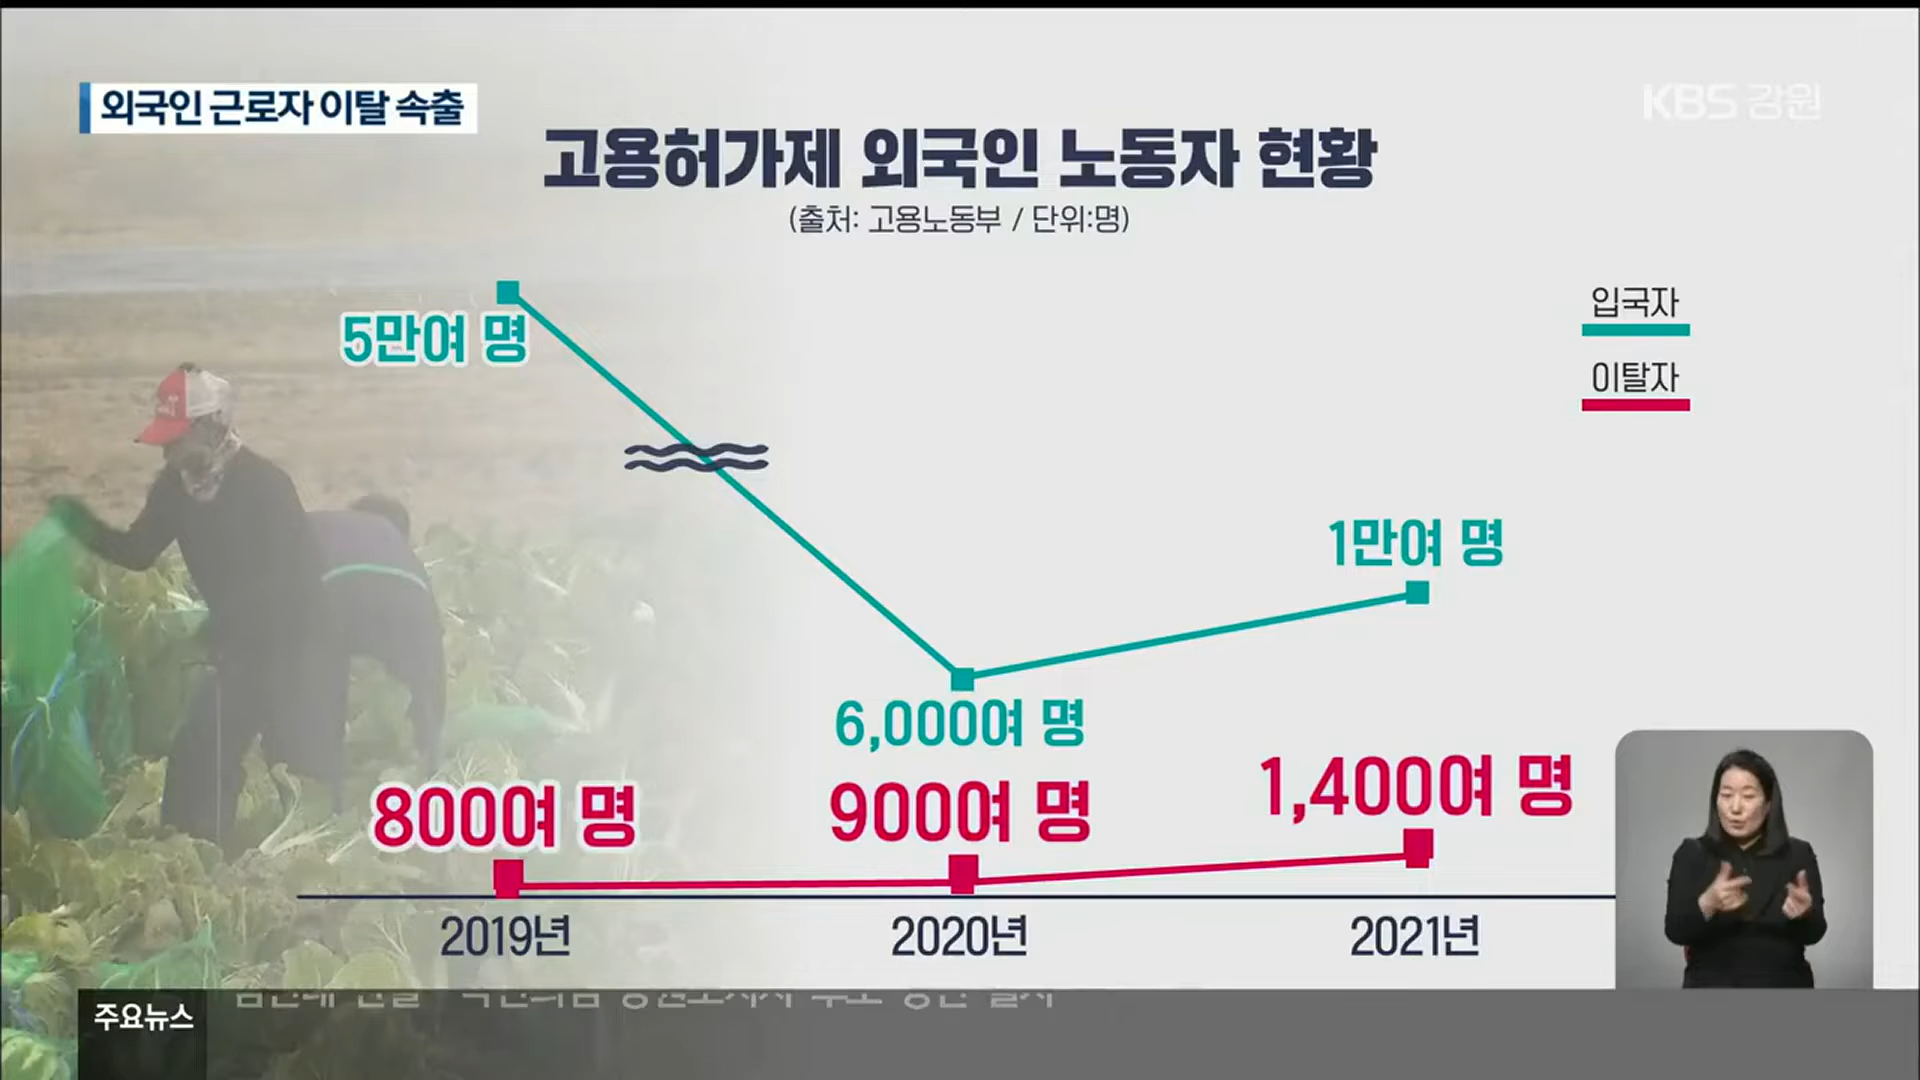 외국인 근로자 이탈 속출
KBS 강원
고용허가제 외국인 노동자 현황
(출처: 고용노동부 / 단위:명)
입국자
이탈자
5만여 명
1만여 명
6,000여 명
800여 명
900여 명
1,400여 명
2019년
2020년
2021년
주요뉴스